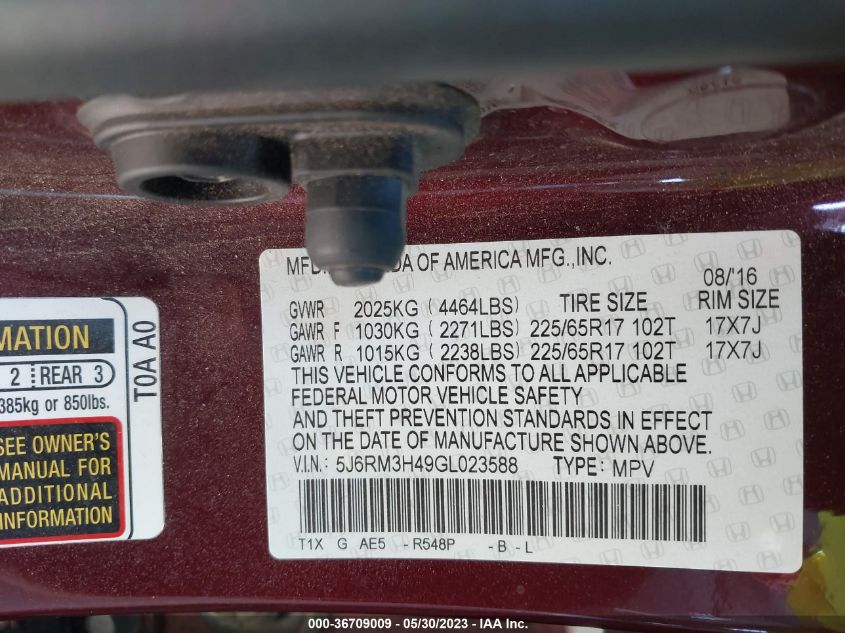 MFD. DA OF AMERICA MFG.,INC.
08/'16
GVWR 2025KG (4464LBS) TIRE SIZE RIM SIZE
GAWR F 1030KG (2271LBS) 225/65R17 102T 17X7J
GAWR R 1015KG (2238LBS) 225/65R17 102T 17X7J
THIS VEHICLE CONFORMS TO ALL APPLICABLE
FEDERAL MOTOR VEHICLE SAFETY
AND THEFT PREVENTION STANDARDS IN EFFECT
ON THE DATE OF MANUFACTURE SHOWN ABOVE.
V.I.N.: 5J6RM3H49GL023588 TYPE: MPV
T1X G AE5 -R548P -B-L
MATION
2 REAR 3
385kg or 850lbs.
SEE OWNER'S
MANUAL FOR
ADDITIONAL
INFORMATION
T0A A0
000-36709009 - 05/30/2023 - IAA Inc.